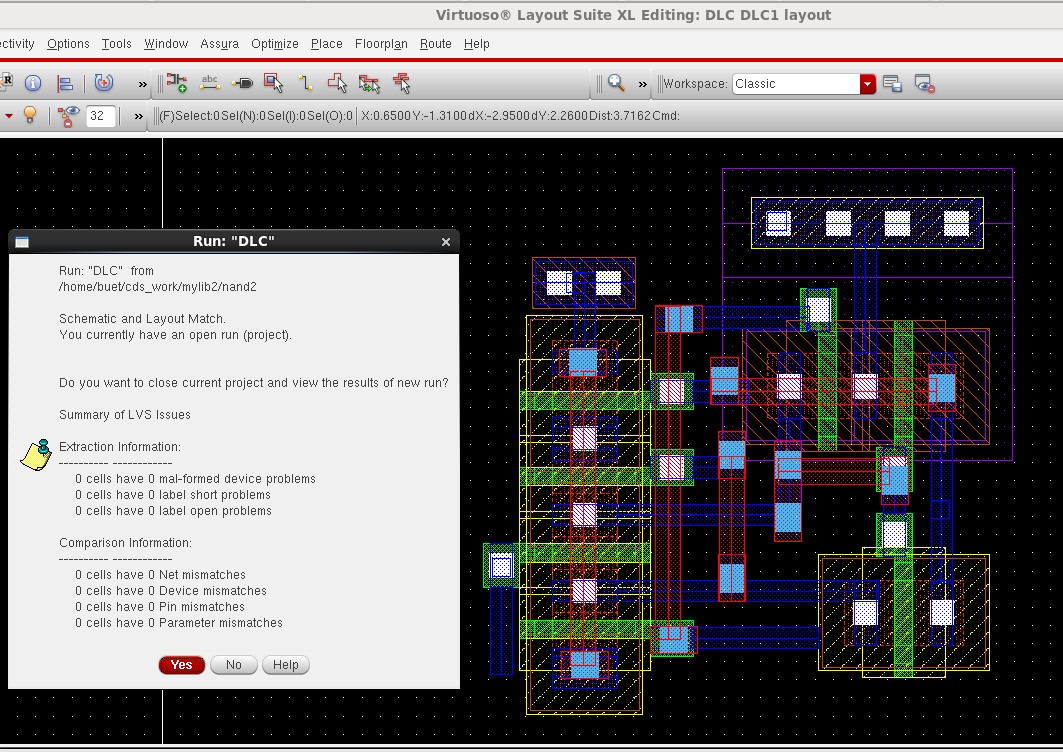 Virtuoso® Layout Suite XL Editing: DLC DLC1 layout
ectivity Options Tools Window Assura Optimize Place Floorplan Route Help
R abc » » Workspace: Classic
32 » (F)Select:0 Sel(N):0 Sel(I):0 Sel(O):0 X:0.6500 Y:-1.3100 dX:-2.9500 dY:2.2600 Dist:3.7162 Cmd:
Run: "DLC"
Run: "DLC" from
/home/buet/cds_work/mylib2/nand2
Schematic and Layout Match.
You currently have an open run (project).
Do you want to close current project and view the results of new run?
Summary of LVS Issues
Extraction Information:
---------- ------------
0 cells have 0 mal-formed device problems
0 cells have 0 label short problems
0 cells have 0 label open problems
Comparison Information:
---------- ------------
0 cells have 0 Net mismatches
0 cells have 0 Device mismatches
0 cells have 0 Pin mismatches
0 cells have 0 Parameter mismatches
Yes No Help